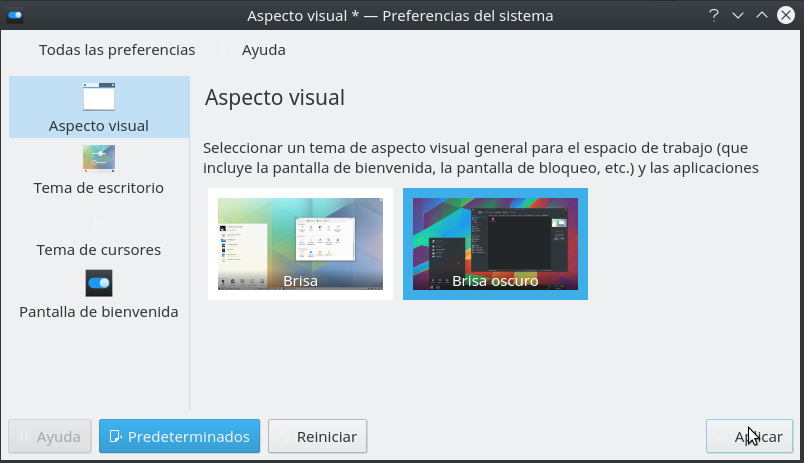 Aspecto visual * — Preferencias del sistema
Todas las preferencias Ayuda
Aspecto visual
Tema de escritorio
Tema de cursores
Pantalla de bienvenida
Aspecto visual
Seleccionar un tema de aspecto visual general para el espacio de trabajo (que
incluye la pantalla de bienvenida, la pantalla de bloqueo, etc.) y las aplicaciones
Brisa
Brisa oscuro
Ayuda
Predeterminados
Reiniciar
Aplicar